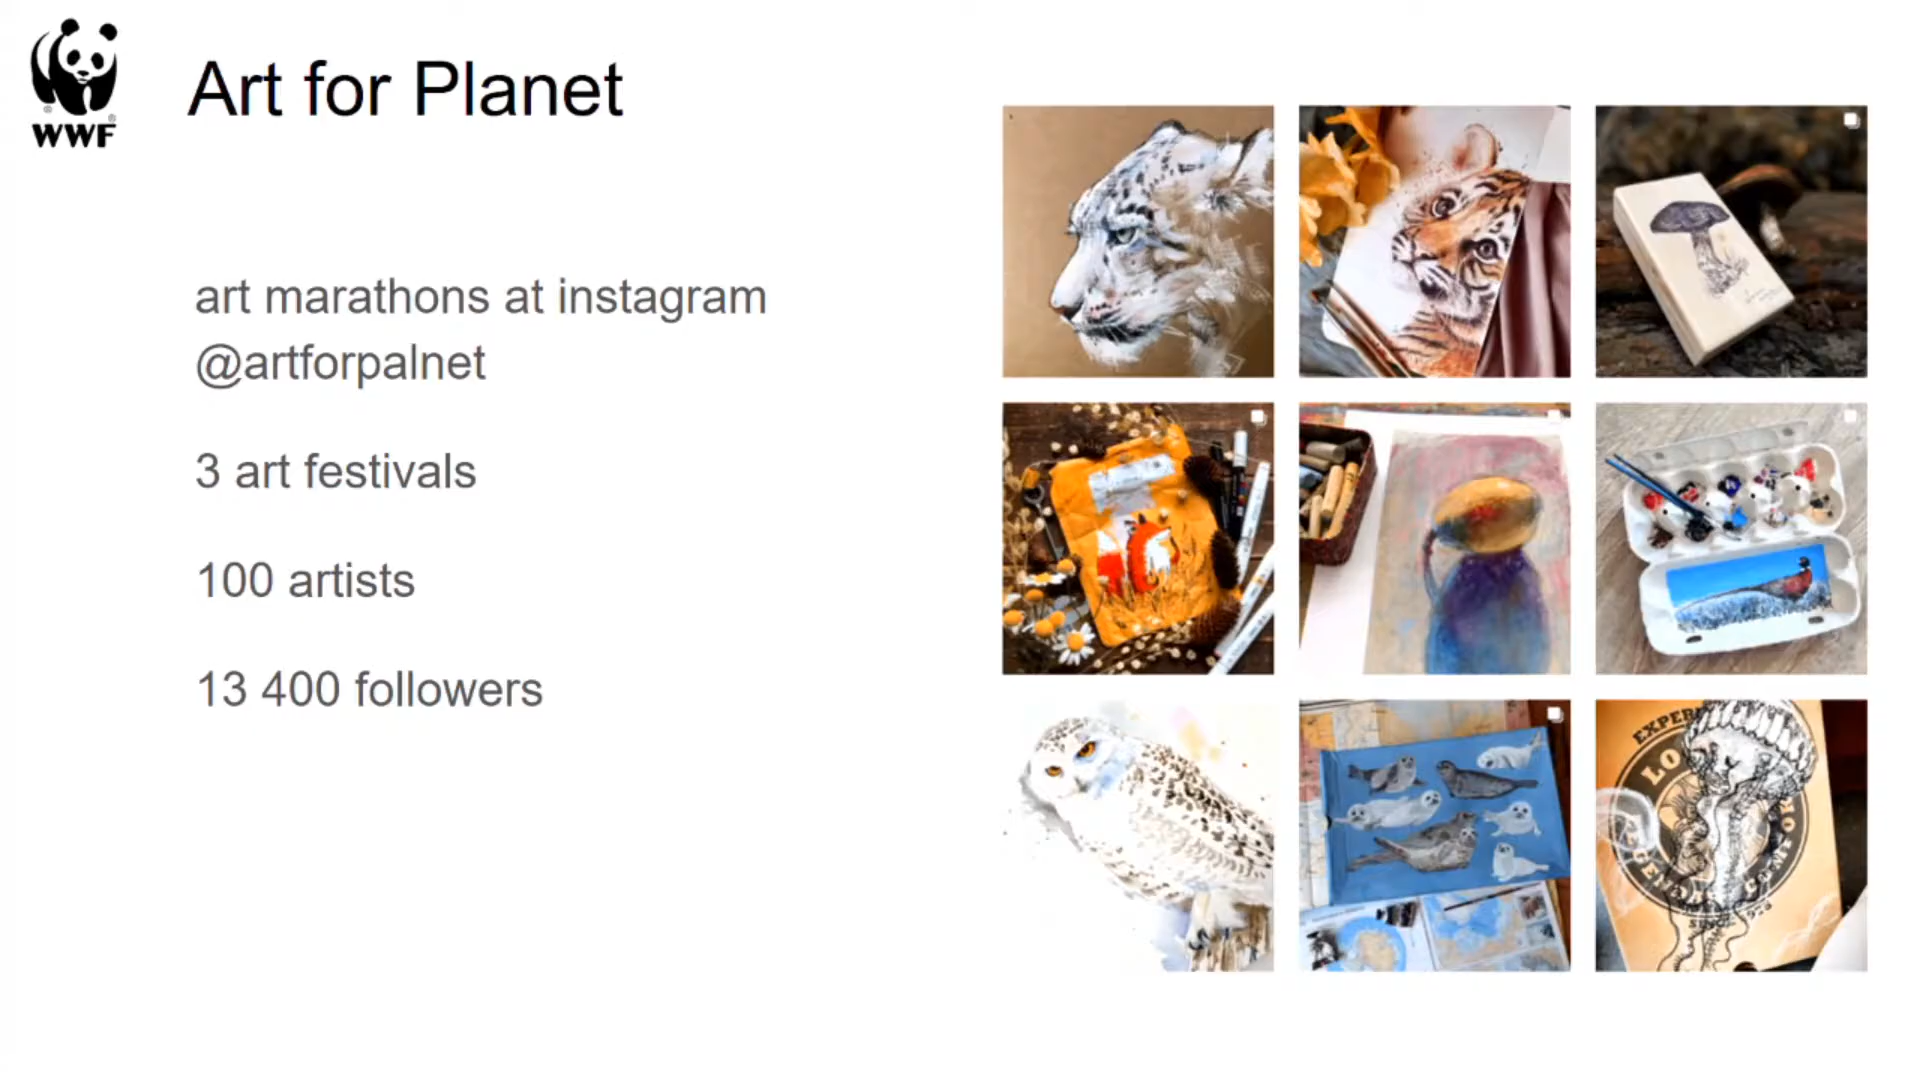 WWF
Art for Planet
art marathons at instagram
@artforpalnet
3 art festivals
100 artists
13 400 followers